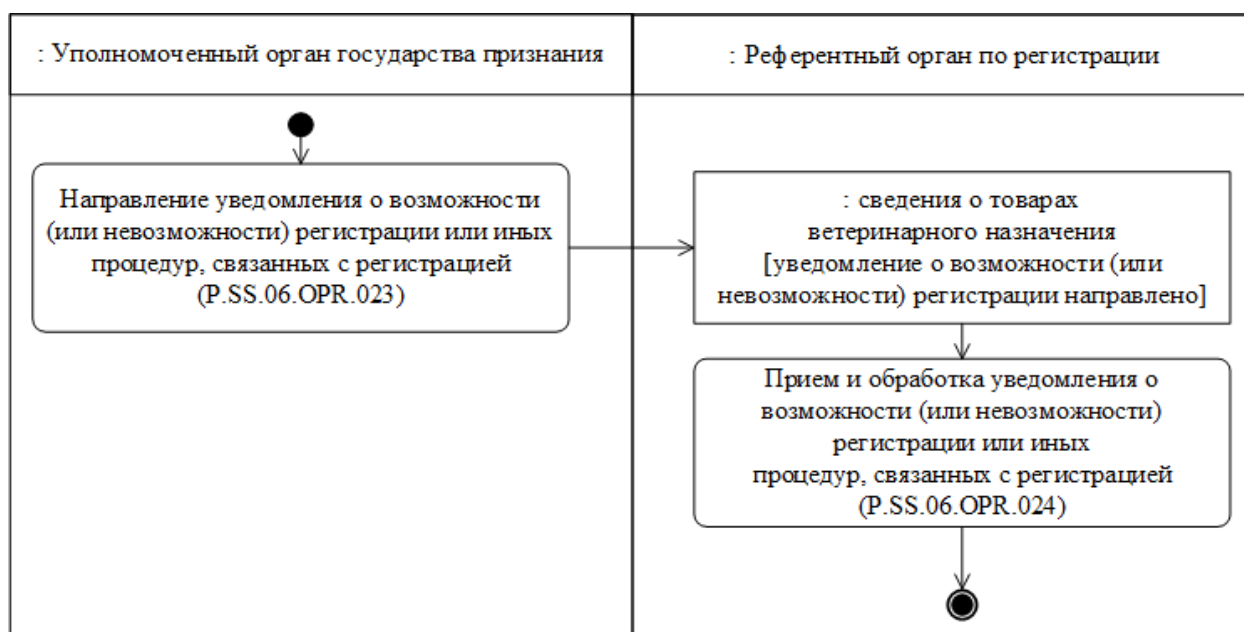 : Уполномоченный орган государства признания
: Референтный орган по регистрации
Направление уведомления о возможности
(или невозможности) регистрации или иных
процедур, связанных с регистрацией
(P.SS.06.OPR.023)
: сведения о товарах
ветеринарного назначения
[уведомление о возможности (или
невозможности) регистрации направлено]
Прием и обработка уведомления о
возможности (или невозможности)
регистрации или иных
процедур, связанных с регистрацией
(P.SS.06.OPR.024)